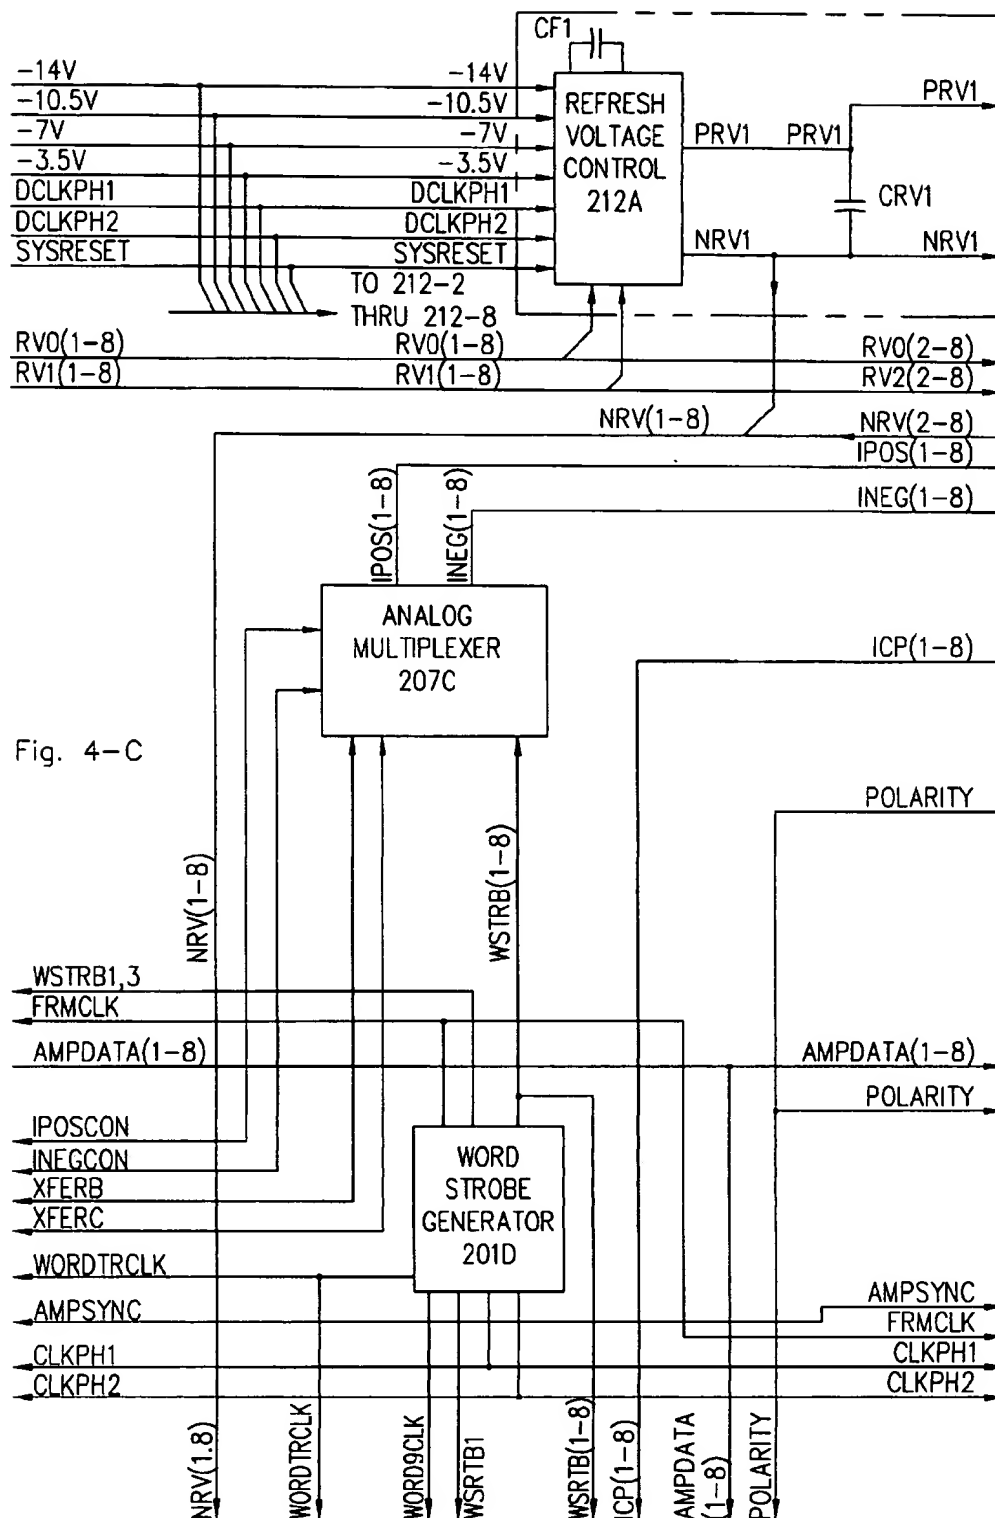 CF1
-14V -14V
-10.5V -10.5V
-7V -7V
-3.5V -3.5V
DCLKPH1 DCLKPH1
DCLKPH2 DCLKPH2
SYSRESET SYSRESET
REFRESH
VOLTAGE
CONTROL
212A
PRV1 PRV1 PRV1
CRV1
NRV1 NRV1
TO 212-2
THRU 212-8
RV0(1-8) RV0(1-8) RV0(2-8)
RV1(1-8) RV1(1-8) RV2(2-8)
NRV(1-8) NRV(2-8)
IPOS(1-8)
INEG(1-8)
IPOS(1-8)
INEG(1-8)
ANALOG
MULTIPLEXER
207C
ICP(1-8)
Fig. 4-C
POLARITY
NRV(1-8)
WSTRB(1-8)
WSTRB1,3
FRMCLK
AMPDATA(1-8) AMPDATA(1-8)
POLARITY
IPOSCON
INEGCON
XFERB
XFERC
WORD
STROBE
GENERATOR
201D
WORDTRCLK
AMPSYNC AMPSYNC
FRMCLK
CLKPH1 CLKPH1
CLKPH2 CLKPH2
NRV(1.8)
WORDTRCLK
WORD9CLK
WSRTB1
WSRTB(1-8)
ICP(1-8)
AMPDATA
(1-8)
POLARITY